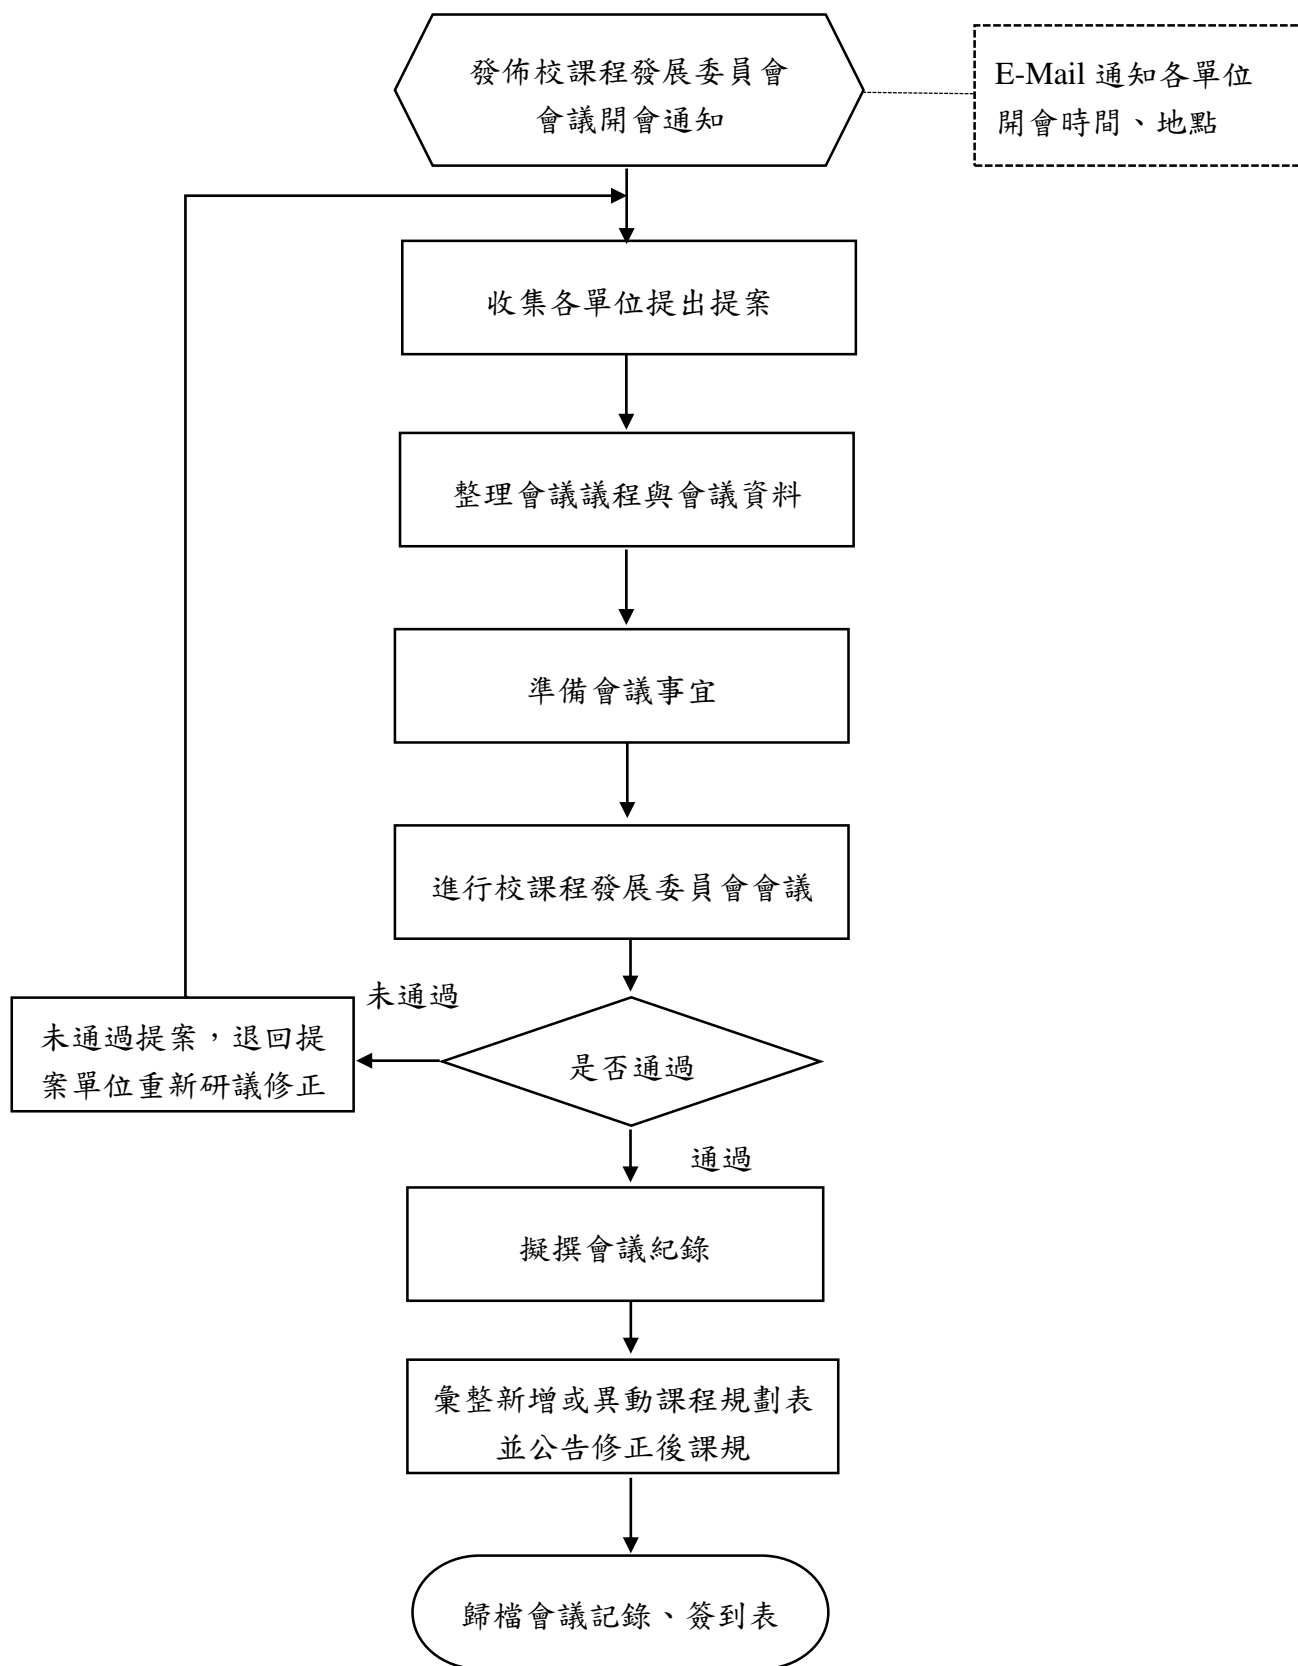 發佈校課程發展委員會
會議開會通知
E-Mail 通知各單位
開會時間、地點
收集各單位提出提案
整理會議議程與會議資料
準備會議事宜
進行校課程發展委員會會議
未通過
未通過提案，退回提
案單位重新研議修正
是否通過
通過
擬撰會議紀錄
彙整新增或異動課程規劃表
並公告修正後課規
歸檔會議記錄、簽到表